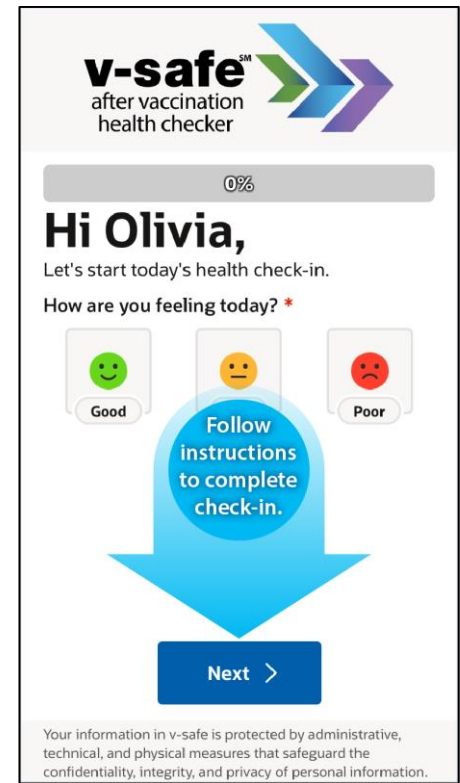 v-safe℠
after vaccination
health checker
0%
Hi Olivia,
Let's start today's health check-in.
How are you feeling today? *
Good
Poor
Follow
instructions
to complete
check-in.
Next >
Your information in v-safe is protected by administrative,
technical, and physical measures that safeguard the
confidentiality, integrity, and privacy of personal information.